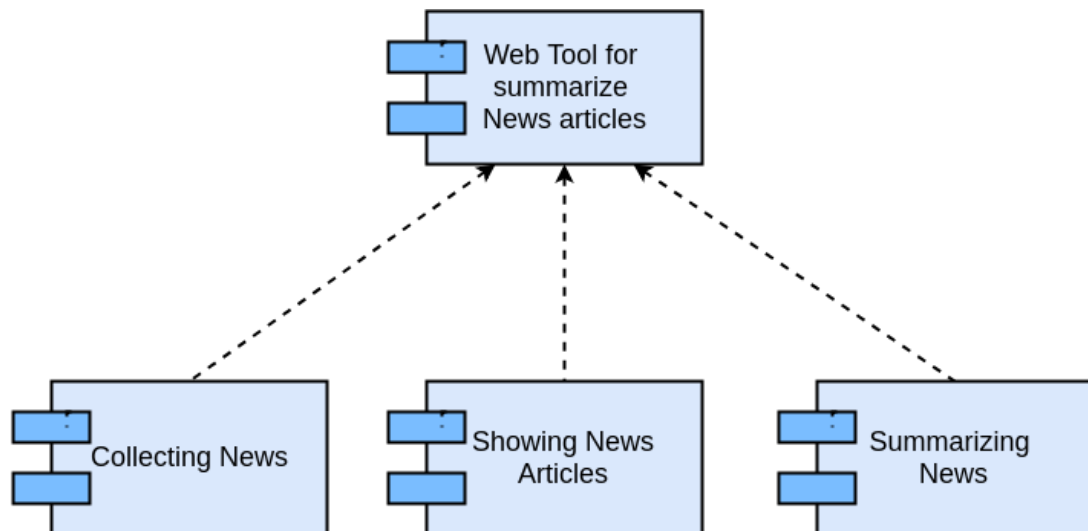 Web Tool for
summarize
News articles
Collecting News
Showing News
Articles
Summarizing
News